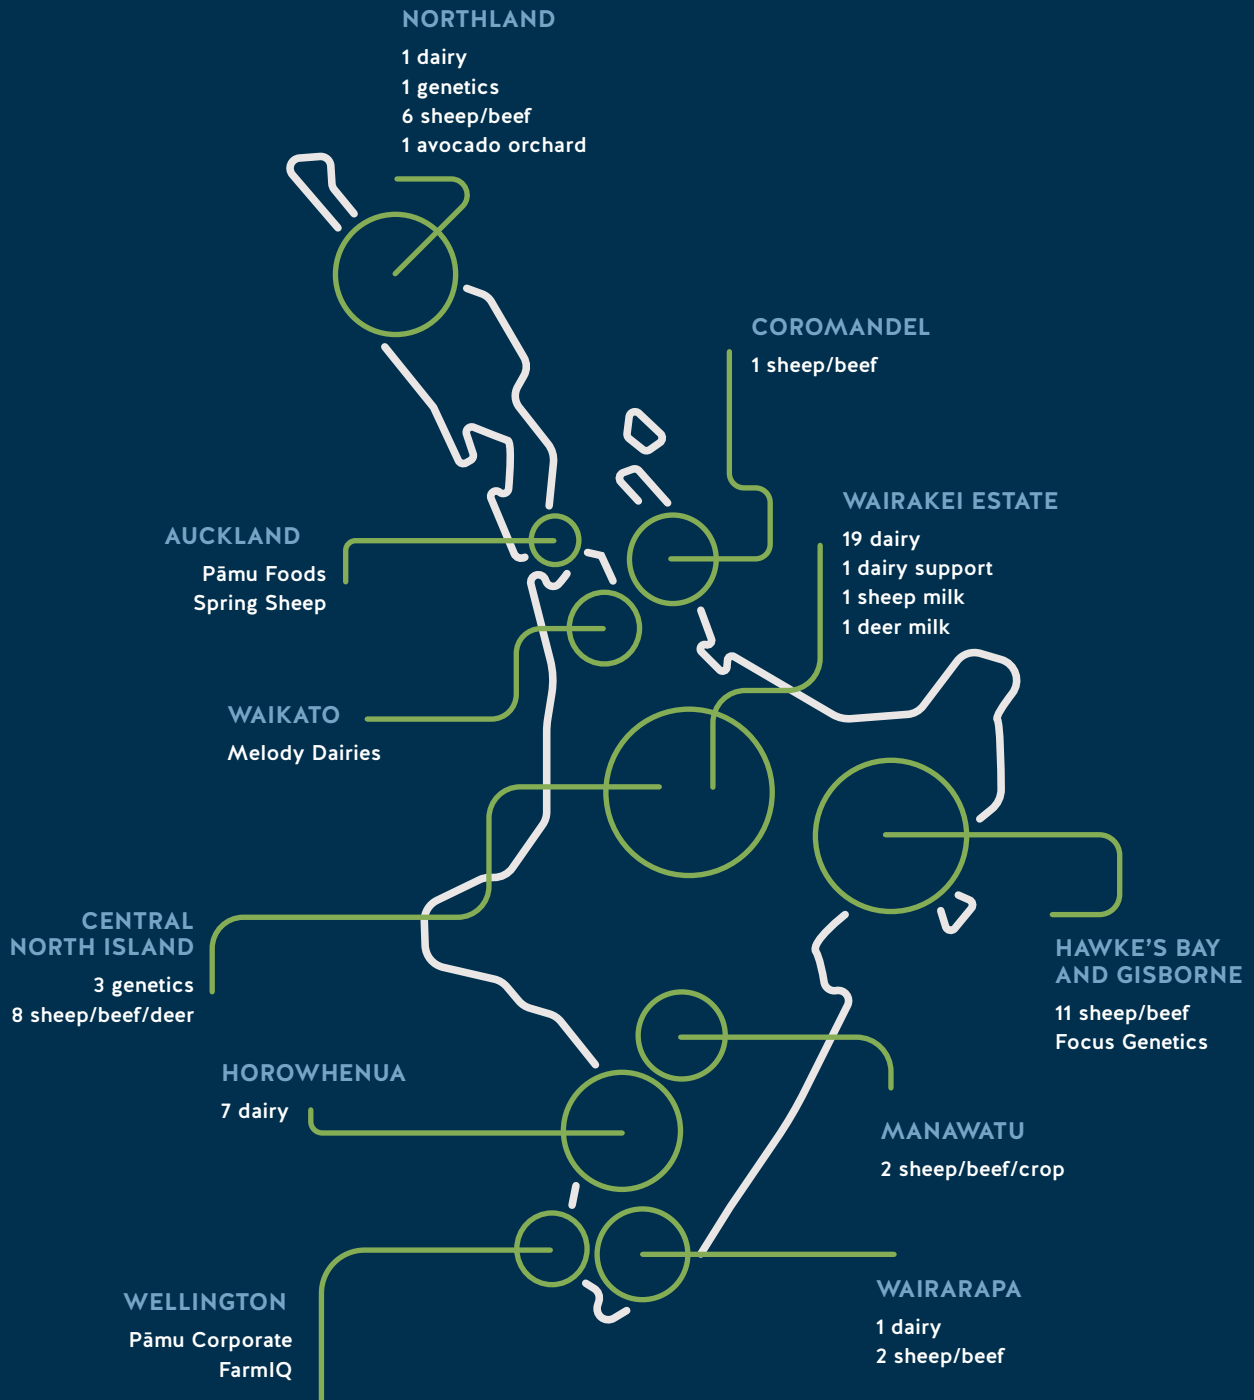 NORTHLAND
1 dairy
1 genetics
6 sheep/beef
1 avocado orchard
COROMANDEL
1 sheep/beef
WAIRAKEI ESTATE
19 dairy
1 dairy support
1 sheep milk
1 deer milk
AUCKLAND
Pāmu Foods
Spring Sheep
WAIKATO
Melody Dairies
CENTRAL
NORTH ISLAND
3 genetics
8 sheep/beef/deer
HAWKE'S BAY
AND GISBORNE
11 sheep/beef
Focus Genetics
HOROWHENUA
7 dairy
MANAWATU
2 sheep/beef/crop
WELLINGTON
Pāmu Corporate
FarmIQ
WAIRARAPA
1 dairy
2 sheep/beef